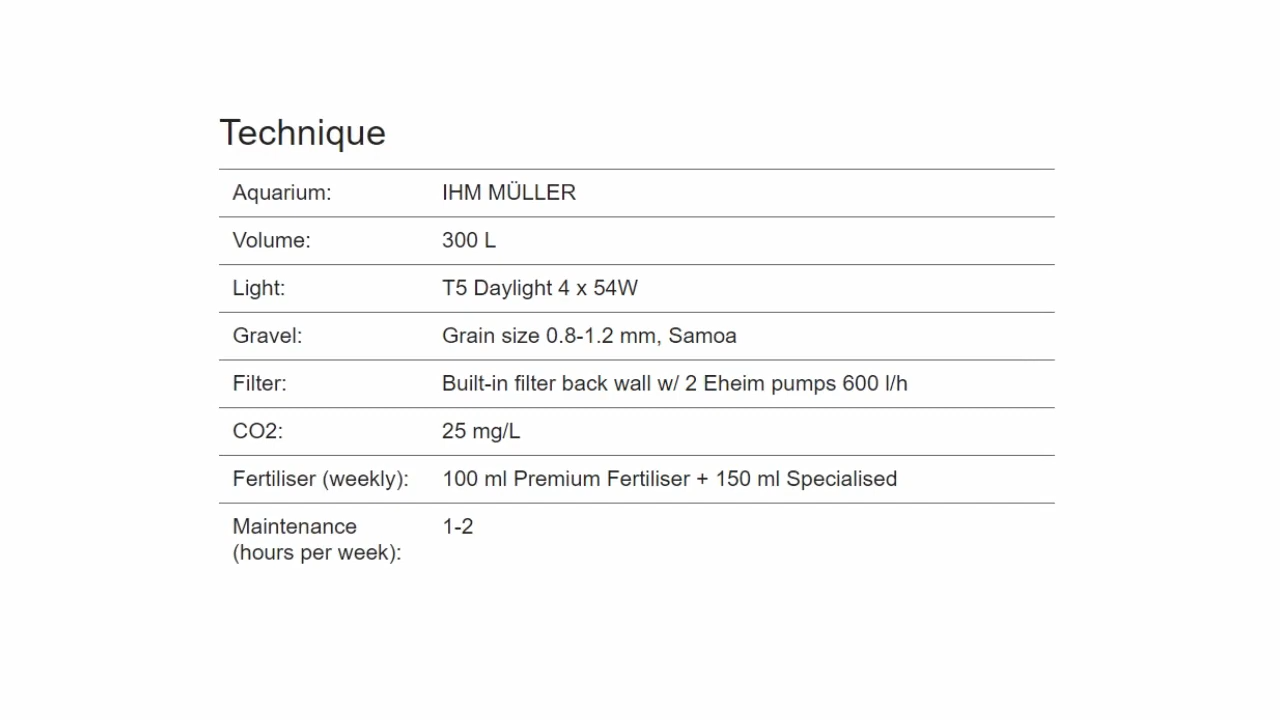 Technique
Aquarium: IHM MÜLLER
Volume: 300 L
Light: T5 Daylight 4 x 54W
Gravel: Grain size 0.8-1.2 mm, Samoa
Filter: Built-in filter back wall w/ 2 Eheim pumps 600 l/h
CO2: 25 mg/L
Fertiliser (weekly): 100 ml Premium Fertiliser + 150 ml Specialised
Maintenance 1-2
(hours per week):